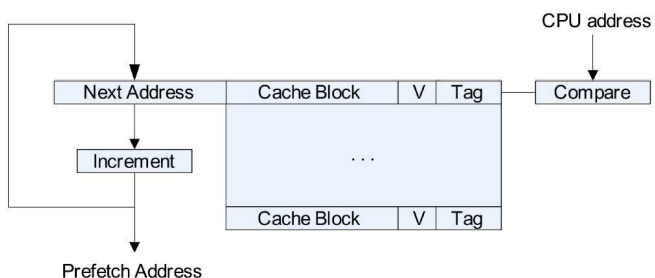 CPU address
Next Address Cache Block V Tag Compare
Increment . . .
Cache Block V Tag
Prefetch Address